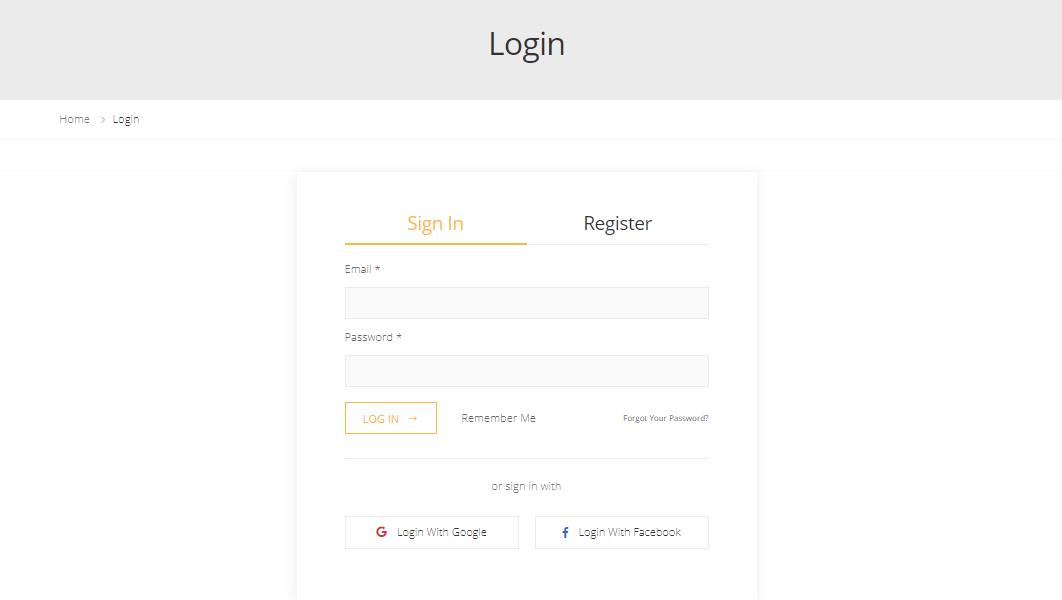 Login
Home > Login
Sign In Register
Email *
Password *
LOG IN → Remember Me Forgot Your Password?
or sign in with
G Login With Google f Login With Facebook